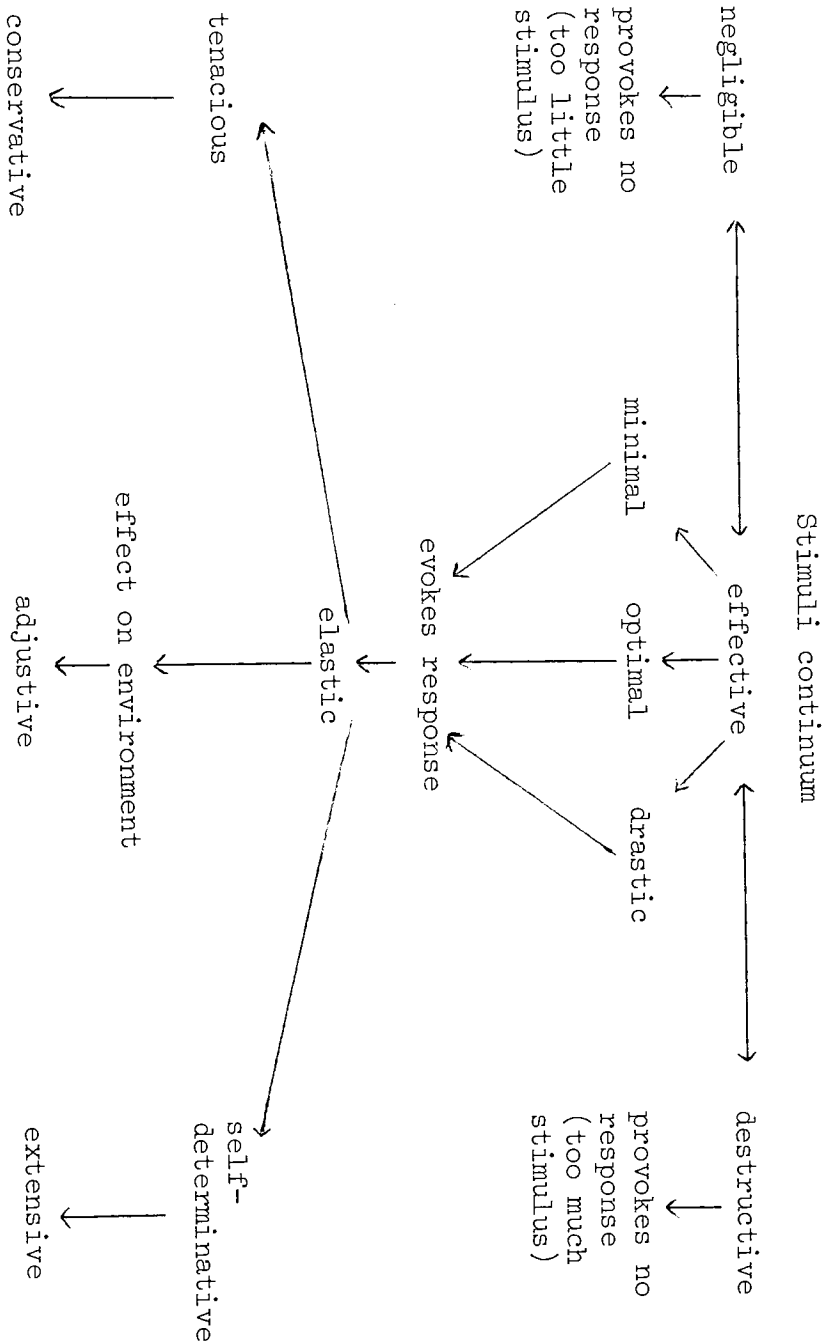 Stimuli continuum
negligible
effective
destructive
provokes no
response
(too little
stimulus)
minimal
optimal
drastic
provokes no
response
(too much
stimulus)
evokes response
elastic
tenacious
effect on environment
self-
determinative
conservative
adjustive
extensive